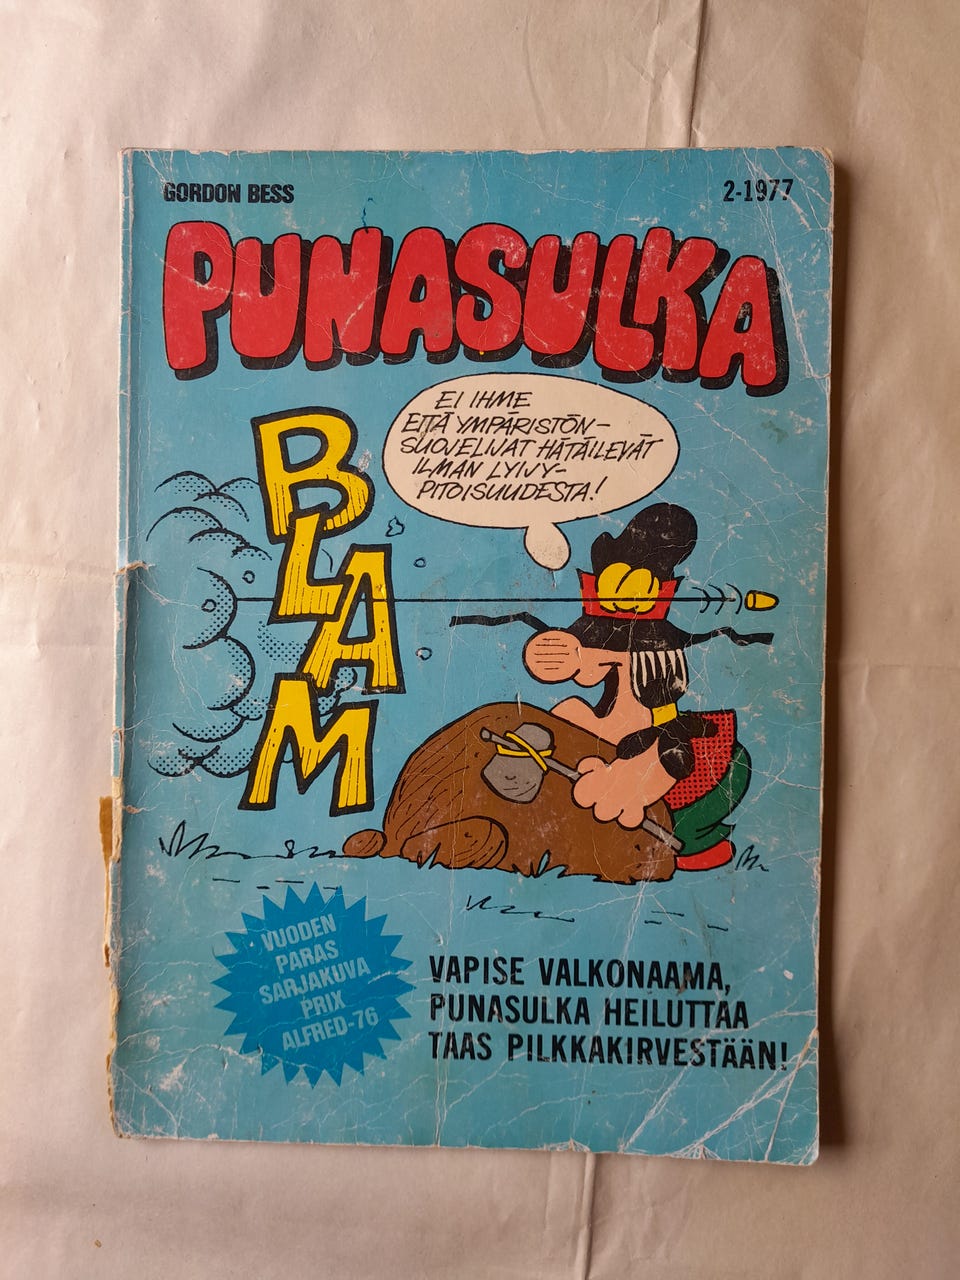 GORDON BESS
2-1977
PUNASULKA
EI IHME
ETTÄ YMPÄRISTÖN-
SUOJELIJAT HÄTÄILEVÄT
ILMAN LYIJY-
PITOISUUDESTA!
BLAM
VUODEN
PARAS
SARJAKUVA
PRIX
ALFRED-76
VAPISE VALKONAAMA,
PUNASULKA HEILUTTAA
TAAS PILKKAKIRVESTÄÄN!